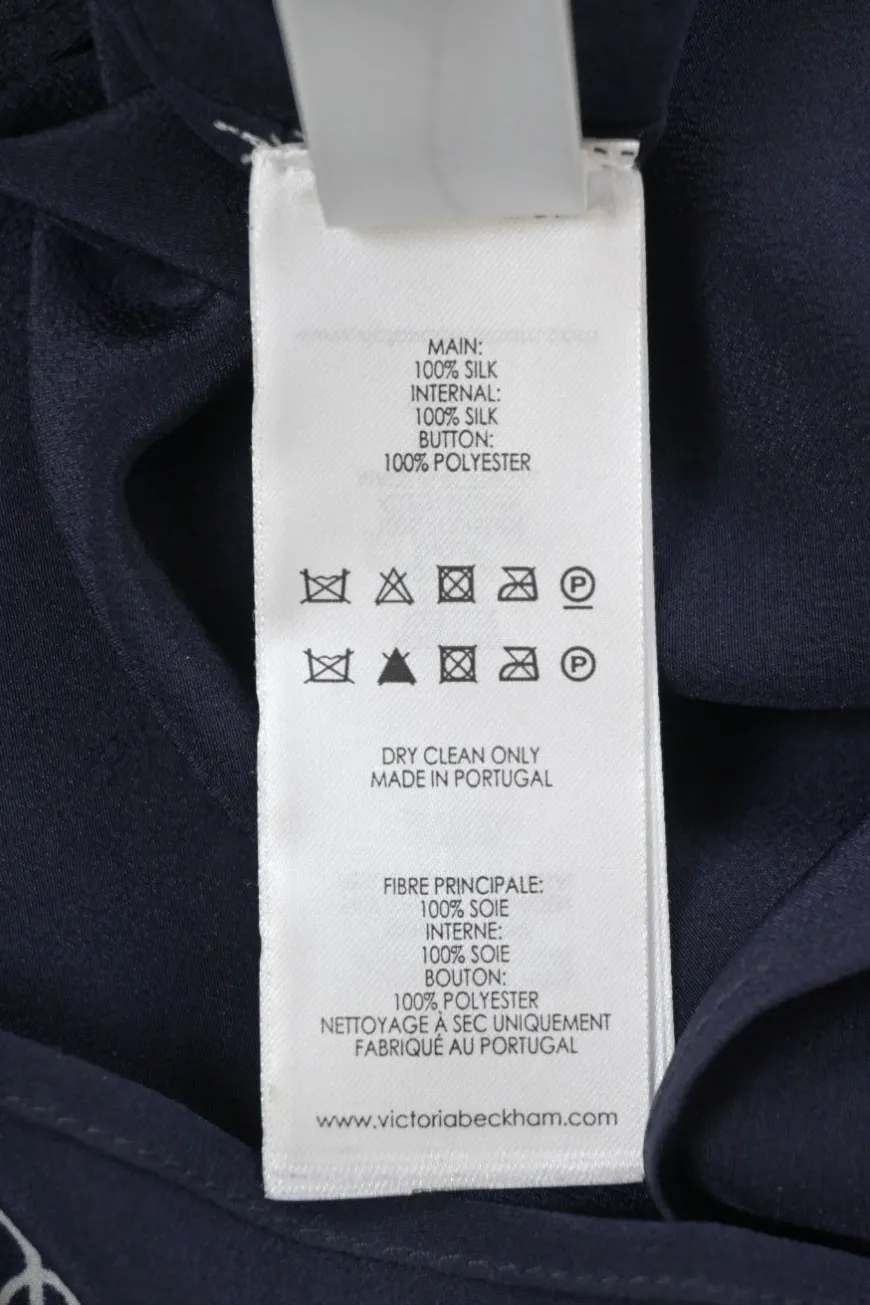 MAIN:
100% SILK
INTERNAL:
100% SILK
BUTTON:
100% POLYESTER
P
P
DRY CLEAN ONLY
MADE IN PORTUGAL
FIBRE PRINCIPALE:
100% SOIE
INTERNE:
100% SOIE
BOUTON:
100% POLYESTER
NETTOYAGE À SEC UNIQUEMENT
FABRIQUÉ AU PORTUGAL
www.victoriabeckham.com